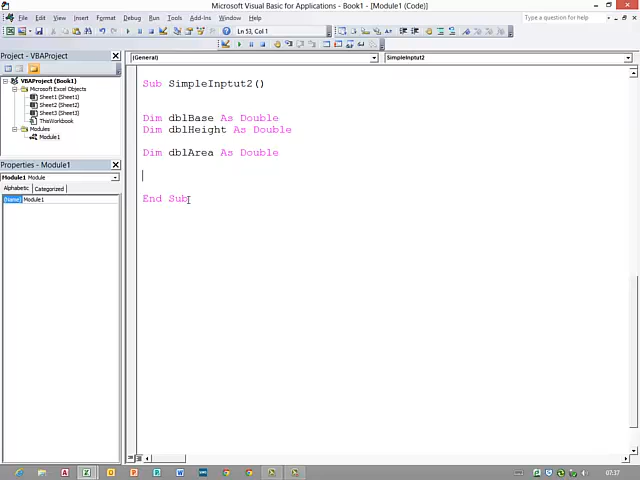 Microsoft Visual Basic for Applications - Book1 - [Module1 (Code)]
File Edit View Insert Format Debug Run Tools Add-Ins Window Help
Type a question for help
Ln 53, Col 1
Project - VBAProject
(General)
SimpleInptut2
VBAProject (Book1)
Microsoft Excel Objects
Sheet1 (Sheet1)
Sheet2 (Sheet2)
Sheet3 (Sheet3)
ThisWorkbook
Modules
Module1
Properties - Module1
Module1 Module
Alphabetic Categorized
(Name) Module1
Sub SimpleInptut2()
Dim dblBase As Double
Dim dblHeight As Double
Dim dblArea As Double
End Sub
07:37